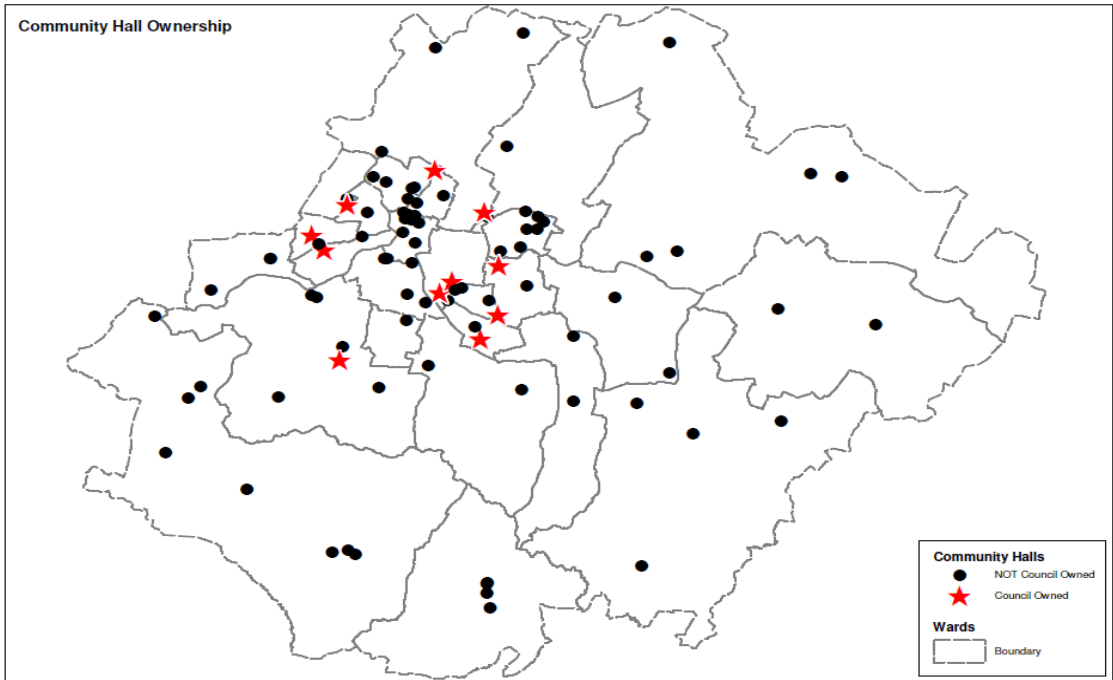 Community Hall Ownership
Community Halls
NOT Council Owned
Council Owned
Wards
Boundary